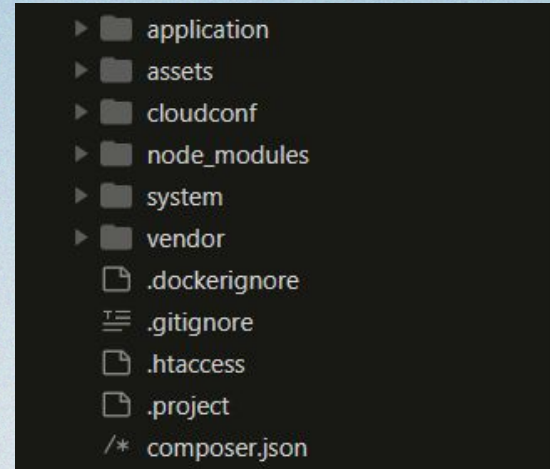 application
assets
cloudconf
node_modules
system
vendor
.dockerignore
.gitignore
.htaccess
.project
/* composer.json